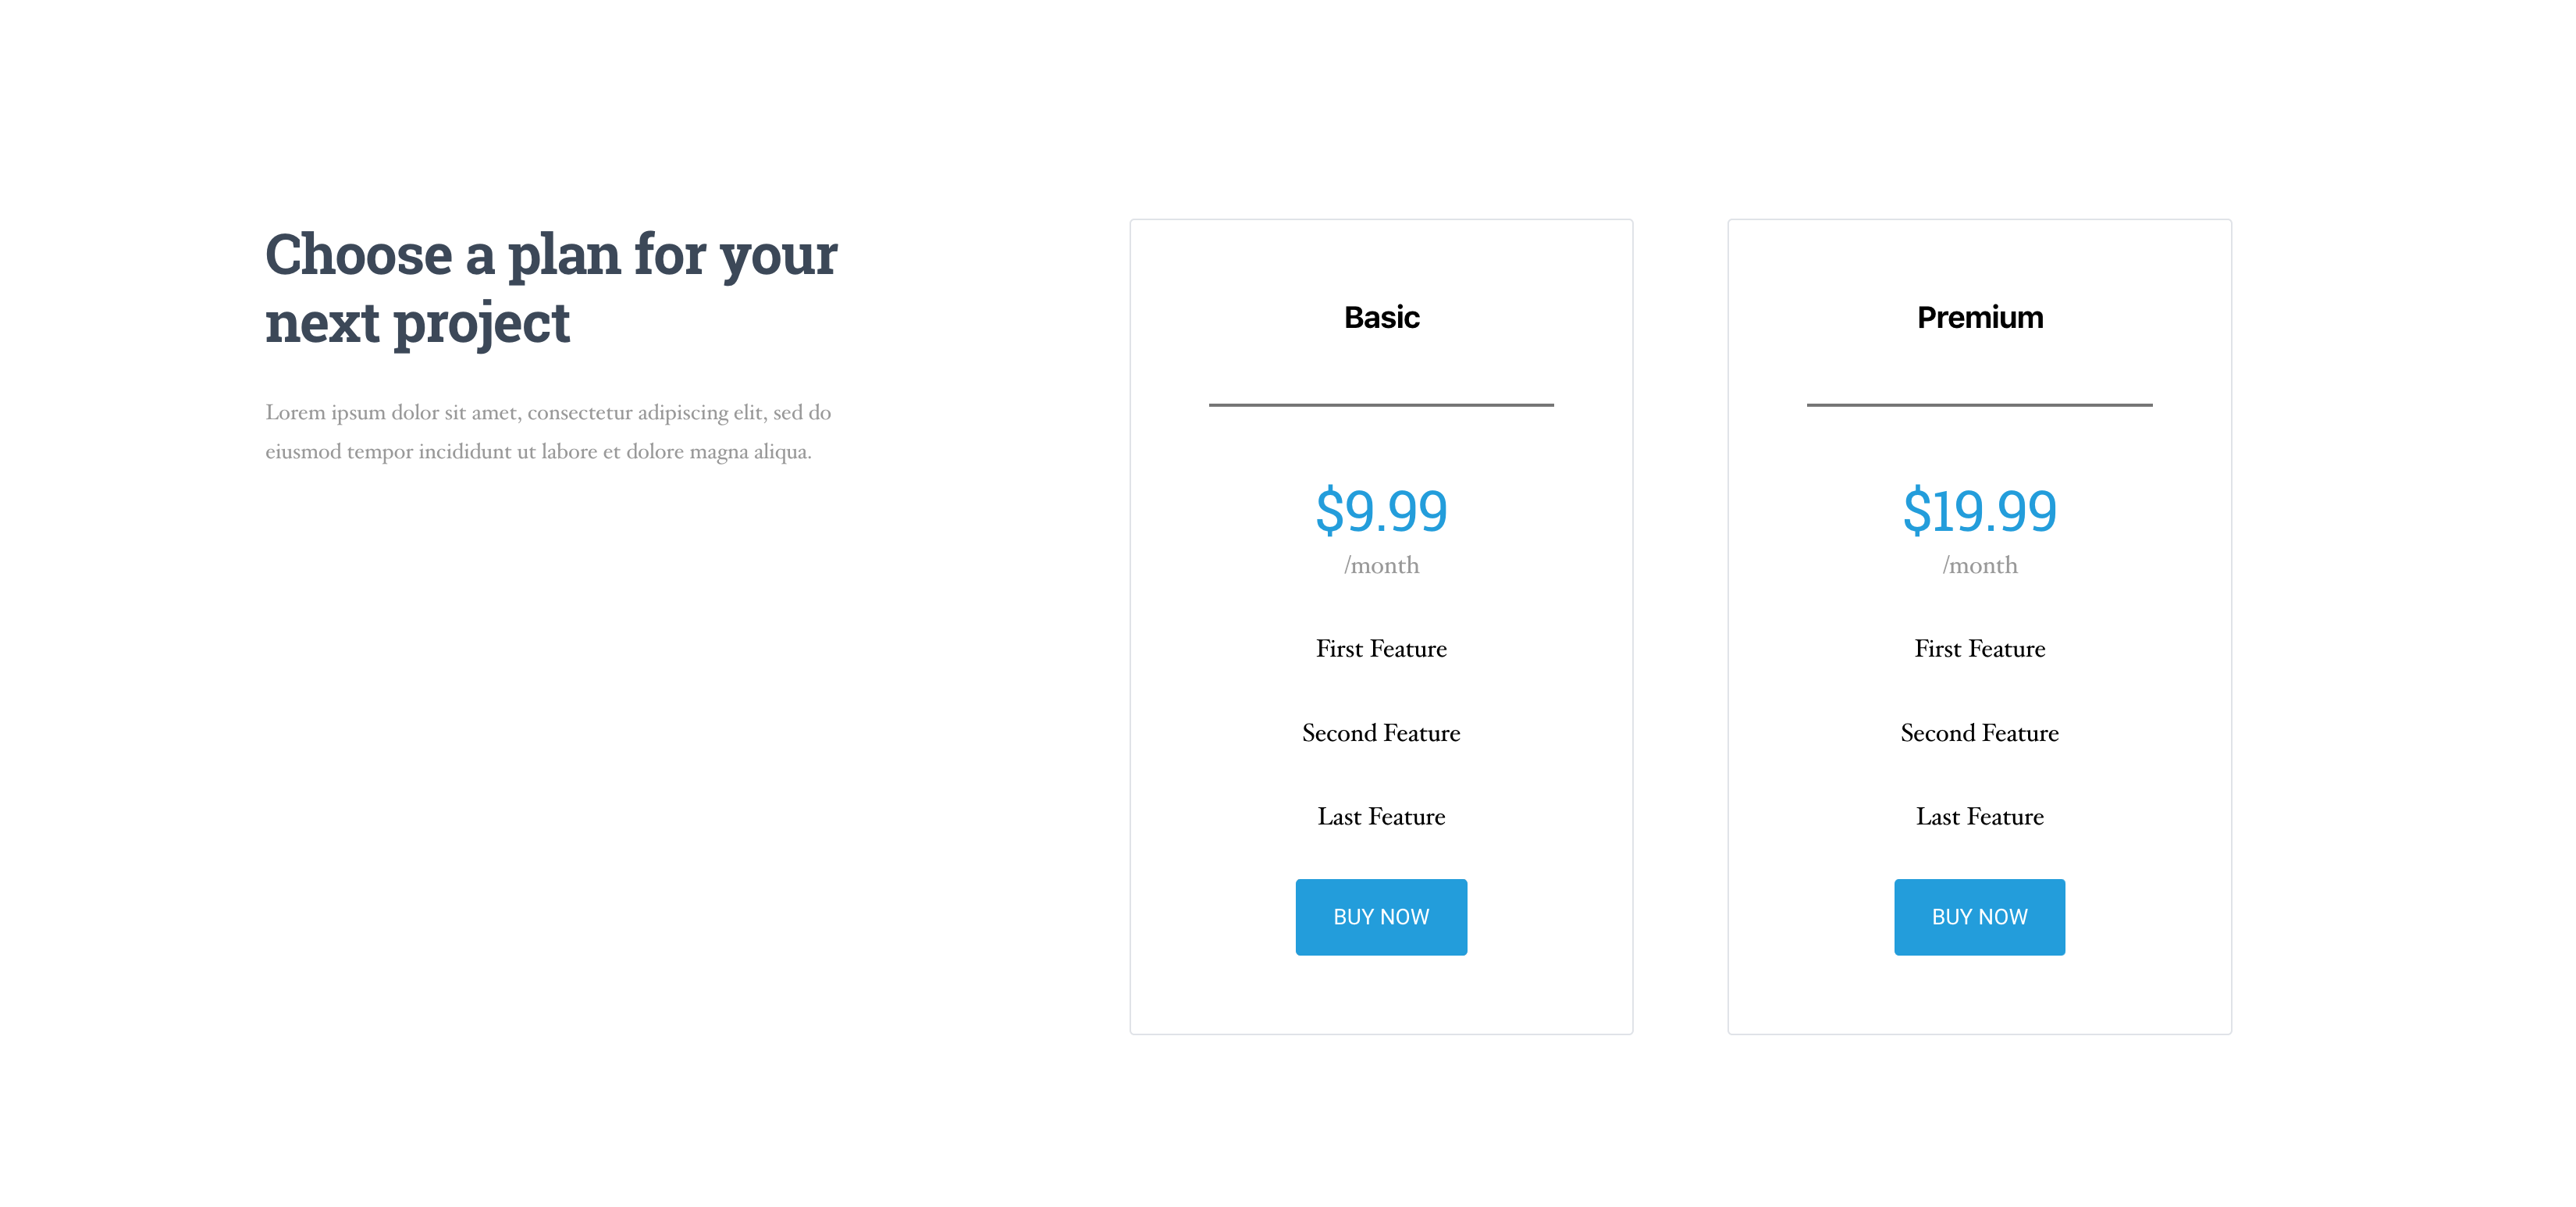 Choose a plan for your
next project
Lorem ipsum dolor sit amet, consectetur adipiscing elit, sed do
eiusmod tempor incididunt ut labore et dolore magna aliqua.
Basic
$9.99
/month
First Feature
Second Feature
Last Feature
BUY NOW
Premium
$19.99
/month
First Feature
Second Feature
Last Feature
BUY NOW